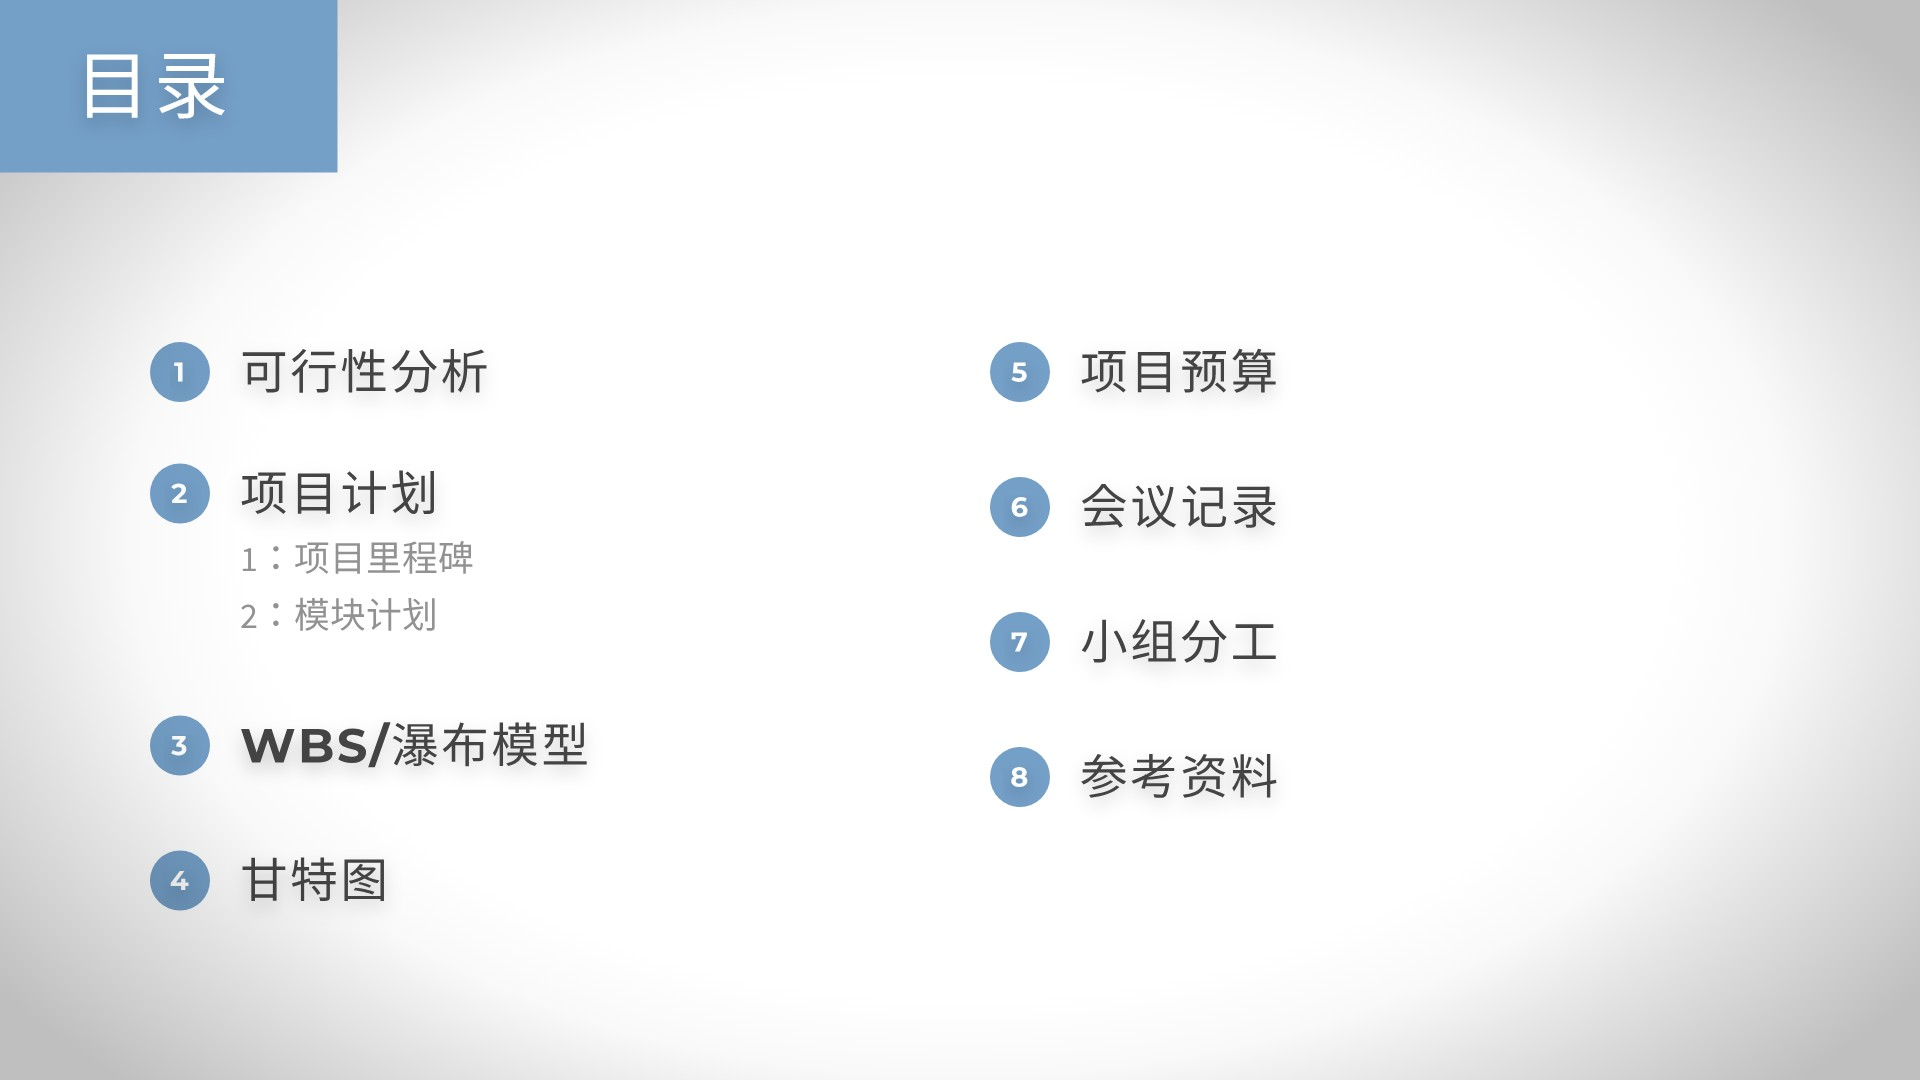 目录
1 可行性分析
2 项目计划
1：项目里程碑
2：模块计划
3 WBS/瀑布模型
4 甘特图
5 项目预算
6 会议记录
7 小组分工
8 参考资料